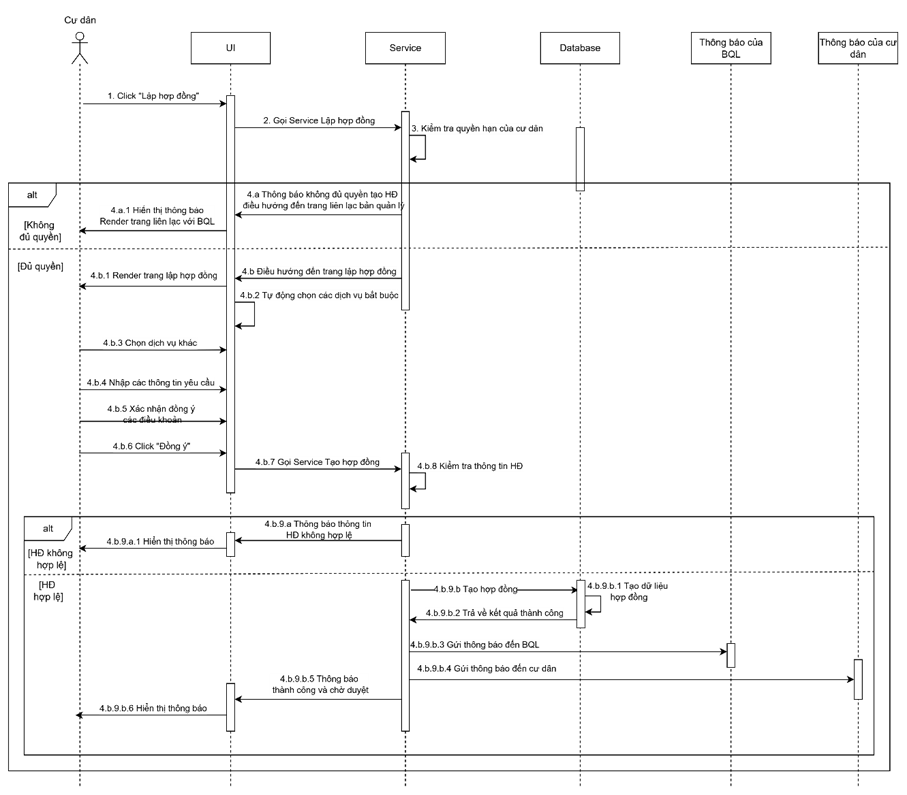 Cư dân
UI
Service
Database
Thông báo của
BQL
Thông báo của cư
dân
1. Click "Lập hợp đồng"
2. Gọi Service Lập hợp đồng
3. Kiểm tra quyền hạn của cư dân
alt
[Không
đủ quyền]
4.a Thông báo không đủ quyền tạo HĐ
điều hướng đến trang liên lạc bản quản lý
4.a.1 Hiển thị thông báo
Render trang liên lạc với BQL
[Đủ quyền]
4.b Điều hướng đến trang lập hợp đồng
4.b.1 Render trang lập hợp đồng
4.b.2 Tự động chọn các dịch vụ bắt buộc
4.b.3 Chọn dịch vụ khác
4.b.4 Nhập các thông tin yêu cầu
4.b.5 Xác nhận đồng ý
các điều khoản
4.b.6 Click "Đồng ý"
4.b.7 Gọi Service Tạo hợp đồng
4.b.8 Kiểm tra thông tin HĐ
alt
[HĐ không
hợp lệ]
4.b.9.a Thông báo thông tin
HĐ không hợp lệ
4.b.9.a.1 Hiển thị thông báo
[HĐ
hợp lệ]
4.b.9.b Tạo hợp đồng
4.b.9.b.1 Tạo dữ liệu
hợp đồng
4.b.9.b.2 Trả về kết quả thành công
4.b.9.b.3 Gửi thông báo đến BQL
4.b.9.b.4 Gửi thông báo đến cư dân
4.b.9.b.5 Thông báo
thành công và chờ duyệt
4.b.9.b.6 Hiển thị thông báo